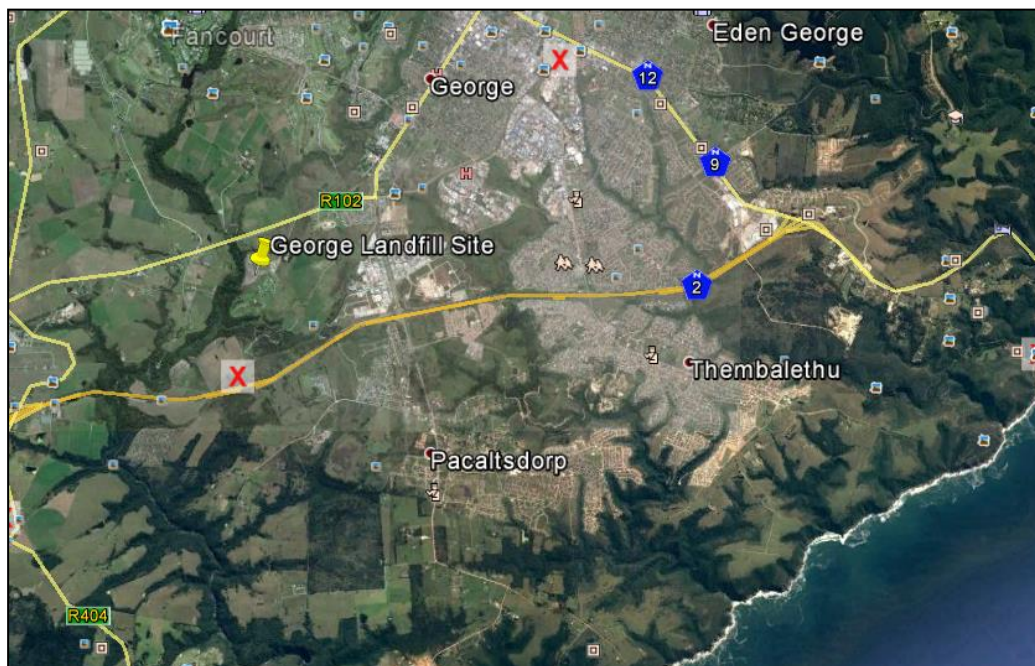 Fancourt
Eden George
X
George
N
12
N
9
H
R102
George Landfill Site
N
2
X
Thembalethu
Pacaltsdorp
R404